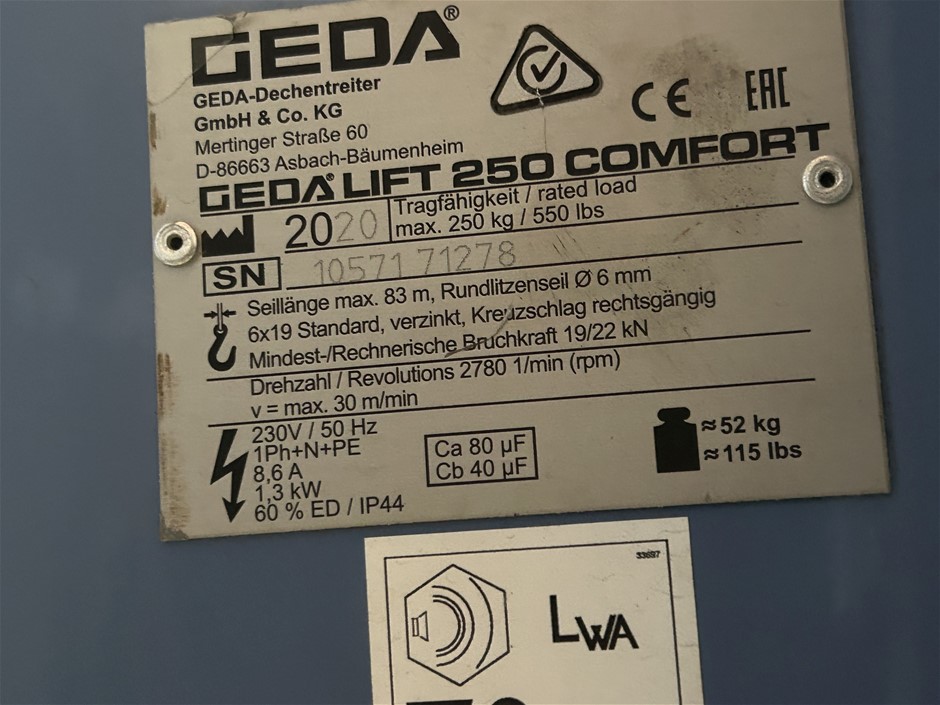 GEDA®
GEDA-Dechentreiter
GmbH & Co. KG
Mertinger Straße 60
D-86663 Asbach-Bäumenheim
CE EAC
GEDA® LIFT 250 COMFORT
2020
Tragfähigkeit / rated load
max. 250 kg / 550 lbs
SN 10571 71278
Seillänge max. 83 m, Rundlitzenseil Ø 6 mm
6x19 Standard, verzinkt, Kreuzschlag rechtsgängig
Mindest-/Rechnerische Bruchkraft 19/22 kN
Drehzahl / Revolutions 2780 1/min (rpm)
v = max. 30 m/min
230V / 50 Hz
1Ph+N+PE
8,6 A
1,3 kW
60 % ED / IP44
Ca 80 µF
Cb 40 µF
≈52 kg
≈115 lbs
33697
LWA